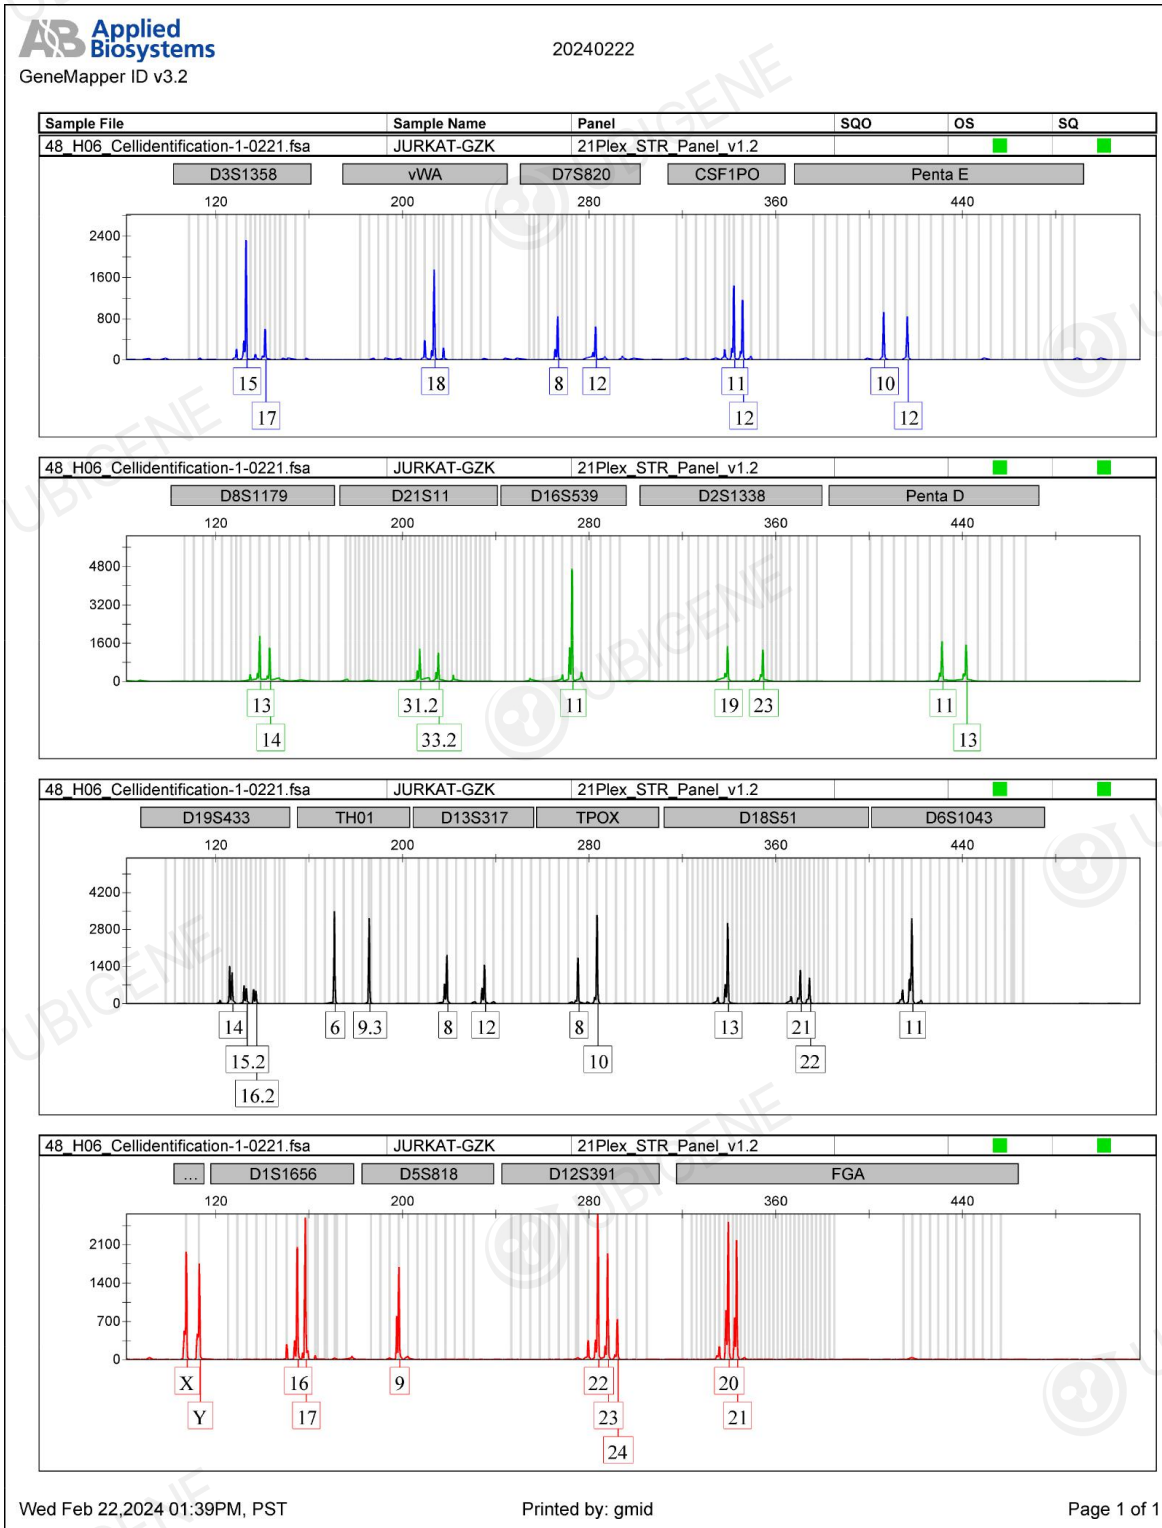 AB Applied Biosystems
20240222
GeneMapper ID v3.2
Sample File Sample Name Panel SQO OS SQ
48_H06_Cellidentification-1-0221.fsa JURKAT-GZK 21Plex_STR_Panel_v1.2
D3S1358 vWA D7S820 CSF1PO Penta E
120 200 280 360 440
2400
1600
800
0
15 18 8 12 11 10
17 12 12
48_H06_Cellidentification-1-0221.fsa JURKAT-GZK 21Plex_STR_Panel_v1.2
D8S1179 D21S11 D16S539 D2S1338 Penta D
120 200 280 360 440
4800
3200
1600
0
13 31.2 11 19 23 11
14 33.2 13
48_H06_Cellidentification-1-0221.fsa JURKAT-GZK 21Plex_STR_Panel_v1.2
D19S433 TH01 D13S317 TPOX D18S51 D6S1043
120 200 280 360 440
4200
2800
1400
0
14 6 9.3 8 12 8 13 21 11
15.2 10 22
16.2
48_H06_Cellidentification-1-0221.fsa JURKAT-GZK 21Plex_STR_Panel_v1.2
... D1S1656 D5S818 D12S391 FGA
120 200 280 360 440
2100
1400
700
0
X 16 9 22 20
Y 17 23 21
24
Wed Feb 22,2024 01:39PM, PST Printed by: gmid Page 1 of 1
UBIGENE
UBIGENE
UBIGENE
UBIGENE
UBIGENE